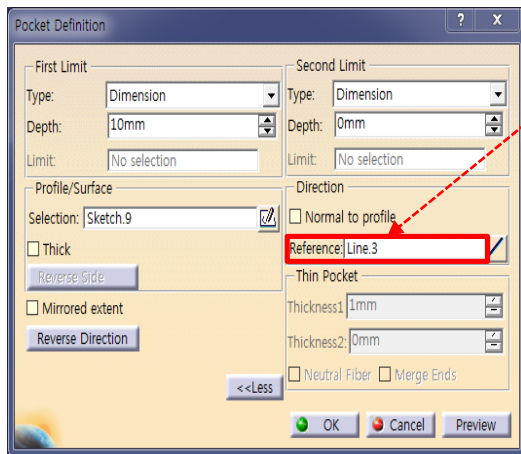 Pocket Definition
? X
First Limit
Type: Dimension
Depth: 10mm
Limit: No selection
Profile/Surface
Selection: Sketch.9
Thick
Reverse Side
Mirrored extent
Reverse Direction
<<Less
Second Limit
Type: Dimension
Depth: 0mm
Limit: No selection
Direction
Normal to profile
Reference: Line.3
Thin Pocket
Thickness1 1mm
Thickness2: 0mm
Neutral Fiber Merge Ends
OK Cancel Preview